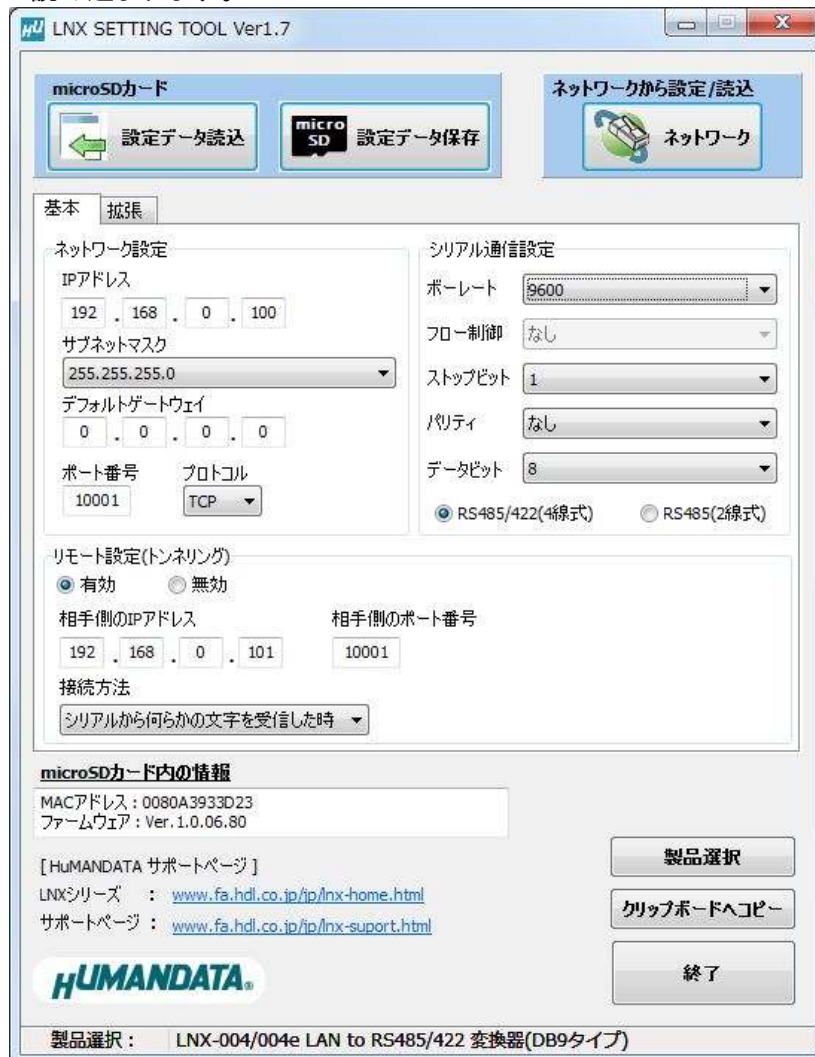 LNX SETTING TOOL Ver1.7
microSDカード
設定データ読込
micro SD
設定データ保存
ネットワークから設定/読込
ネットワーク
基本
拡張
ネットワーク設定
IPアドレス
192 . 168 . 0 . 100
サブネットマスク
255.255.255.0
デフォルトゲートウェイ
0 . 0 . 0 . 0
ポート番号 プロトコル
10001 TCP
シリアル通信設定
ボーレート 9600
フロー制御 なし
ストップビット 1
パリティ なし
データビット 8
RS485/422(4線式) RS485(2線式)
リモート設定(トンネリング)
有効 無効
相手側のIPアドレス 相手側のポート番号
192 . 168 . 0 . 101 10001
接続方法
シリアルから何らかの文字を受信した時
microSDカード内の情報
MACアドレス : 0080A3933D23
ファームウェア : Ver.1.0.06.80
[ HuMANDATA サポートページ ]
LNXシリーズ : www.fa.hdl.co.jp/jp/lnx-home.html
サポートページ : www.fa.hdl.co.jp/jp/lnx-suport.html
製品選択
クリップボードへコピー
終了
HUMANDATA®
製品選択 : LNX-004/004e LAN to RS485/422 変換器(DB9タイプ)